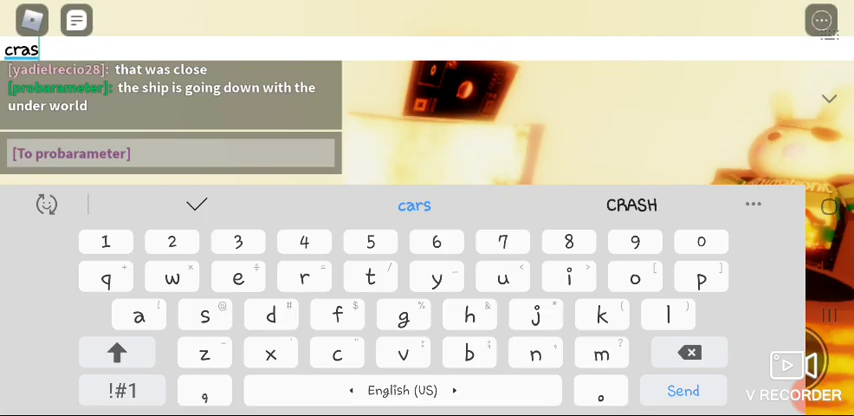 cras
[yadielrecio28]: that was close
[probarameter]: the ship is going down with the
under world
[To probarameter]
cars CRASH
1 2 3 4 5 6 7 8 9 0
q + w × e ÷ r = t / y _ u < i > o [ p ]
a ! s @ d # f $ g % h & j * k ( l )
z - x ' c " v : b ; n , m ?
!#1 , English (US) . Send
V RECORDER